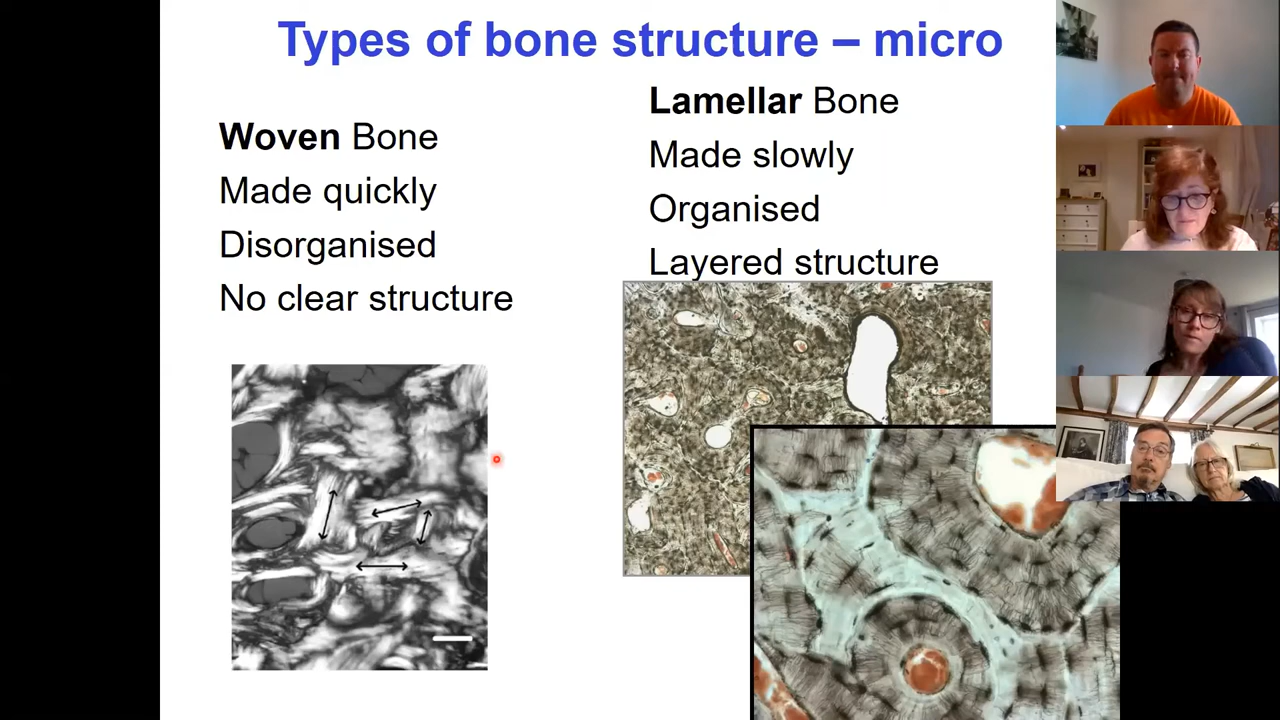 Types of bone structure – micro
Woven Bone
Made quickly
Disorganised
No clear structure
Lamellar Bone
Made slowly
Organised
Layered structure